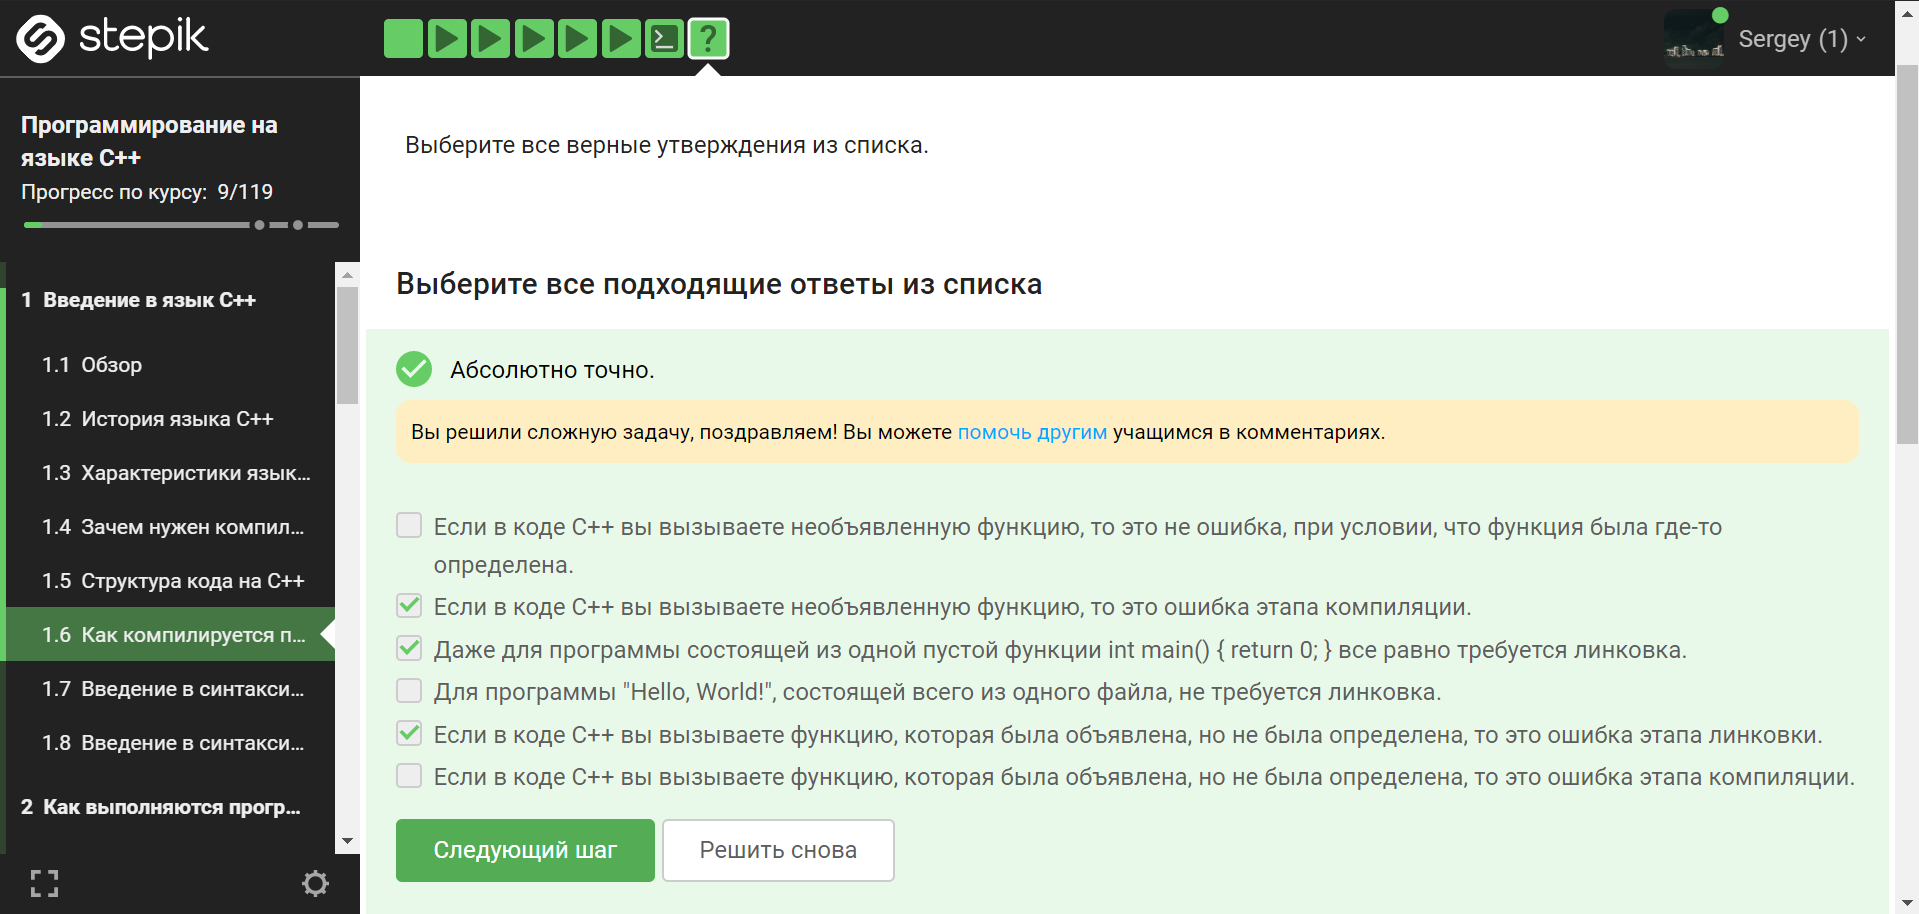 stepik
?
Sergey (1)
Программирование на
языке C++
Прогресс по курсу: 9/119
1 Введение в язык C++
1.1 Обзор
1.2 История языка C++
1.3 Характеристики язык...
1.4 Зачем нужен компил...
1.5 Структура кода на C++
1.6 Как компилируется п...
1.7 Введение в синтакси...
1.8 Введение в синтакси...
2 Как выполняются прогр...
Выберите все верные утверждения из списка.
Выберите все подходящие ответы из списка
Абсолютно точно.
Вы решили сложную задачу, поздравляем! Вы можете помочь другим учащимся в комментариях.
Если в коде C++ вы вызываете необъявленную функцию, то это не ошибка, при условии, что функция была где-то
определена.
Если в коде C++ вы вызываете необъявленную функцию, то это ошибка этапа компиляции.
Даже для программы состоящей из одной пустой функции int main() { return 0; } все равно требуется линковка.
Для программы "Hello, World!", состоящей всего из одного файла, не требуется линковка.
Если в коде C++ вы вызываете функцию, которая была объявлена, но не была определена, то это ошибка этапа линковки.
Если в коде C++ вы вызываете функцию, которая была объявлена, но не была определена, то это ошибка этапа компиляции.
Следующий шаг
Решить снова